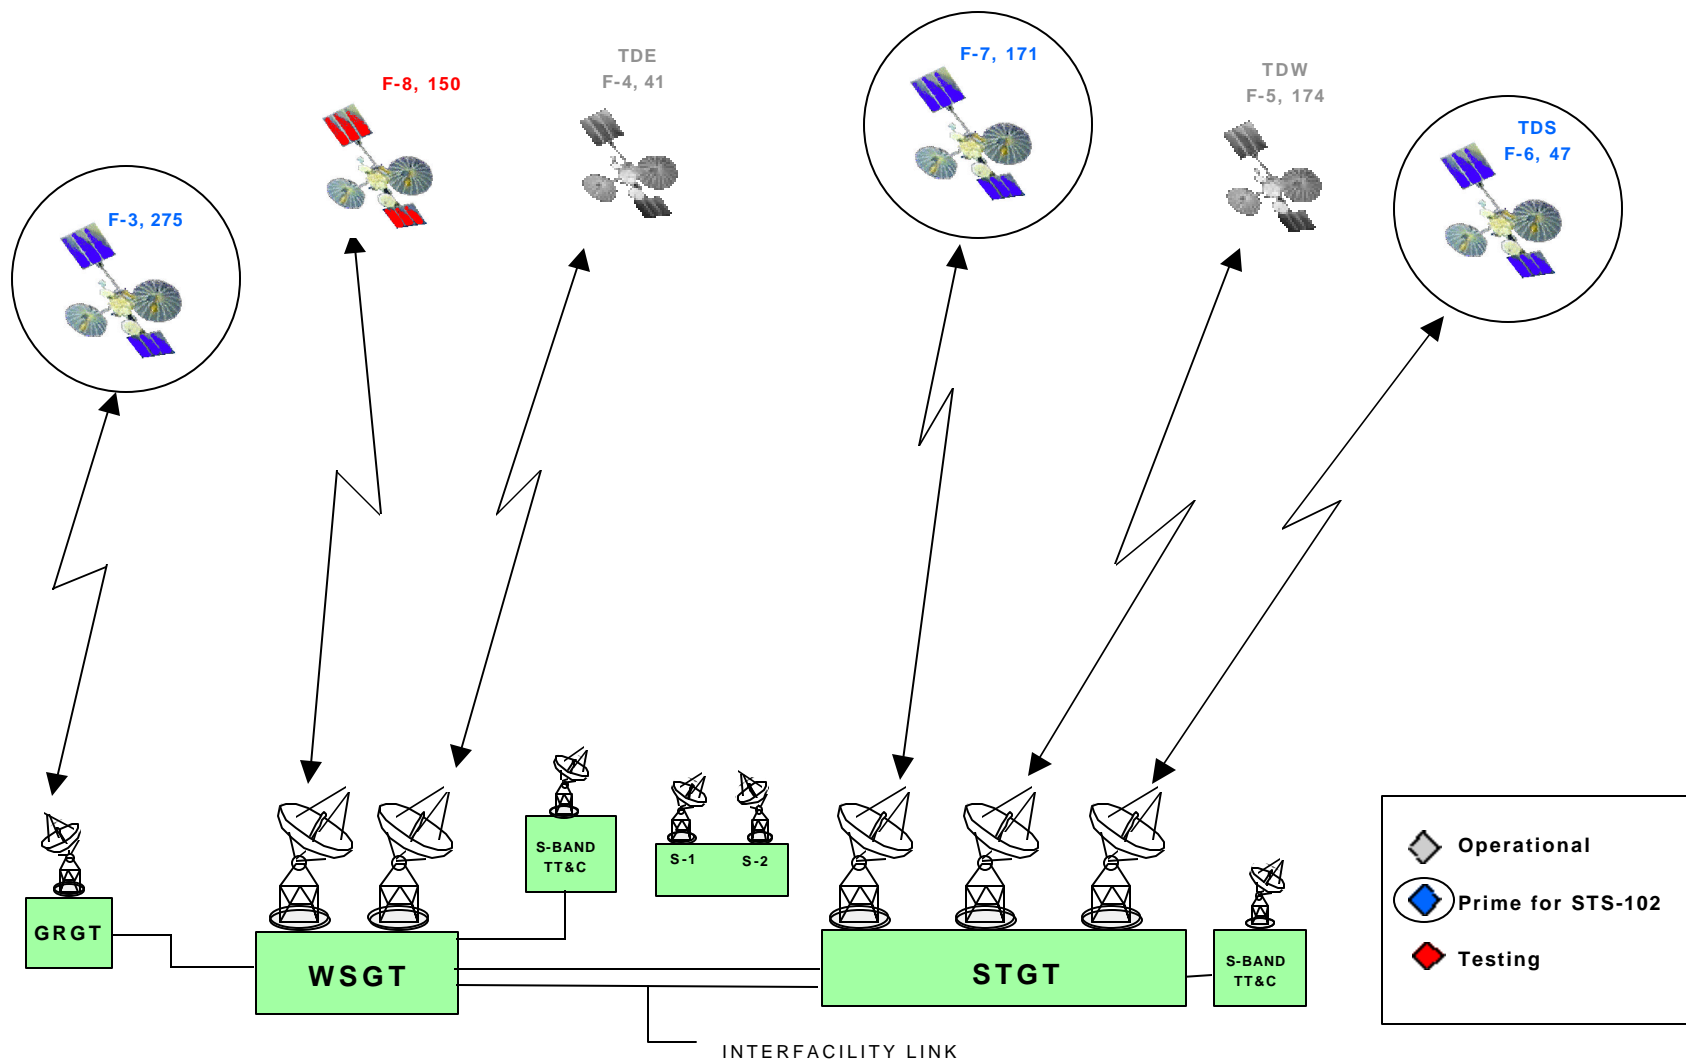 F-3, 275
F-8, 150
TDE
F-4, 41
F-7, 171
TDW
F-5, 174
TDS
F-6, 47
GRGT
WSGT
S-BAND
TT&C
S-1
S-2
STGT
S-BAND
TT&C
INTERFACILITY LINK
Operational
Prime for STS-102
Testing